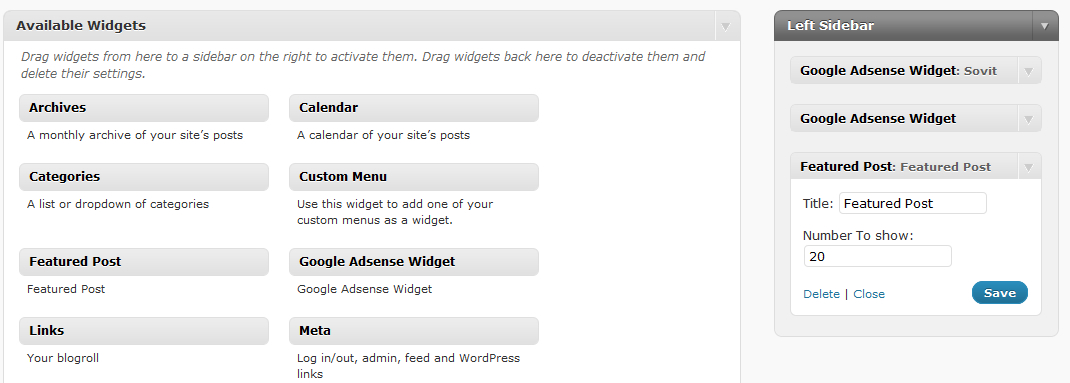 Available Widgets
Drag widgets from here to a sidebar on the right to activate them. Drag widgets back here to deactivate them and
delete their settings.
Archives
A monthly archive of your site’s posts
Calendar
A calendar of your site’s posts
Categories
A list or dropdown of categories
Custom Menu
Use this widget to add one of your
custom menus as a widget.
Featured Post
Featured Post
Google Adsense Widget
Google Adsense Widget
Links
Your blogroll
Meta
Log in/out, admin, feed and WordPress
links
Left Sidebar
Google Adsense Widget: Sovit
Google Adsense Widget
Featured Post: Featured Post
Title: Featured Post
Number To show:
20
Delete | Close
Save